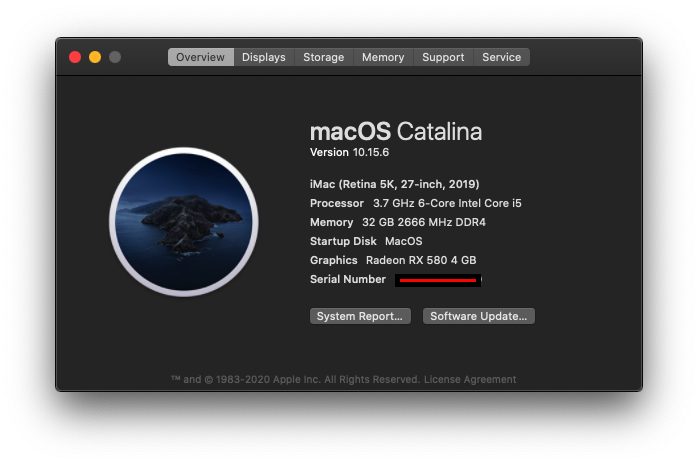 Overview Displays Storage Memory Support Service
macOS Catalina
Version 10.15.6
iMac (Retina 5K, 27-inch, 2019)
Processor 3.7 GHz 6-Core Intel Core i5
Memory 32 GB 2666 MHz DDR4
Startup Disk MacOS
Graphics Radeon RX 580 4 GB
Serial Number
System Report... Software Update...
™ and © 1983-2020 Apple Inc. All Rights Reserved. License Agreement